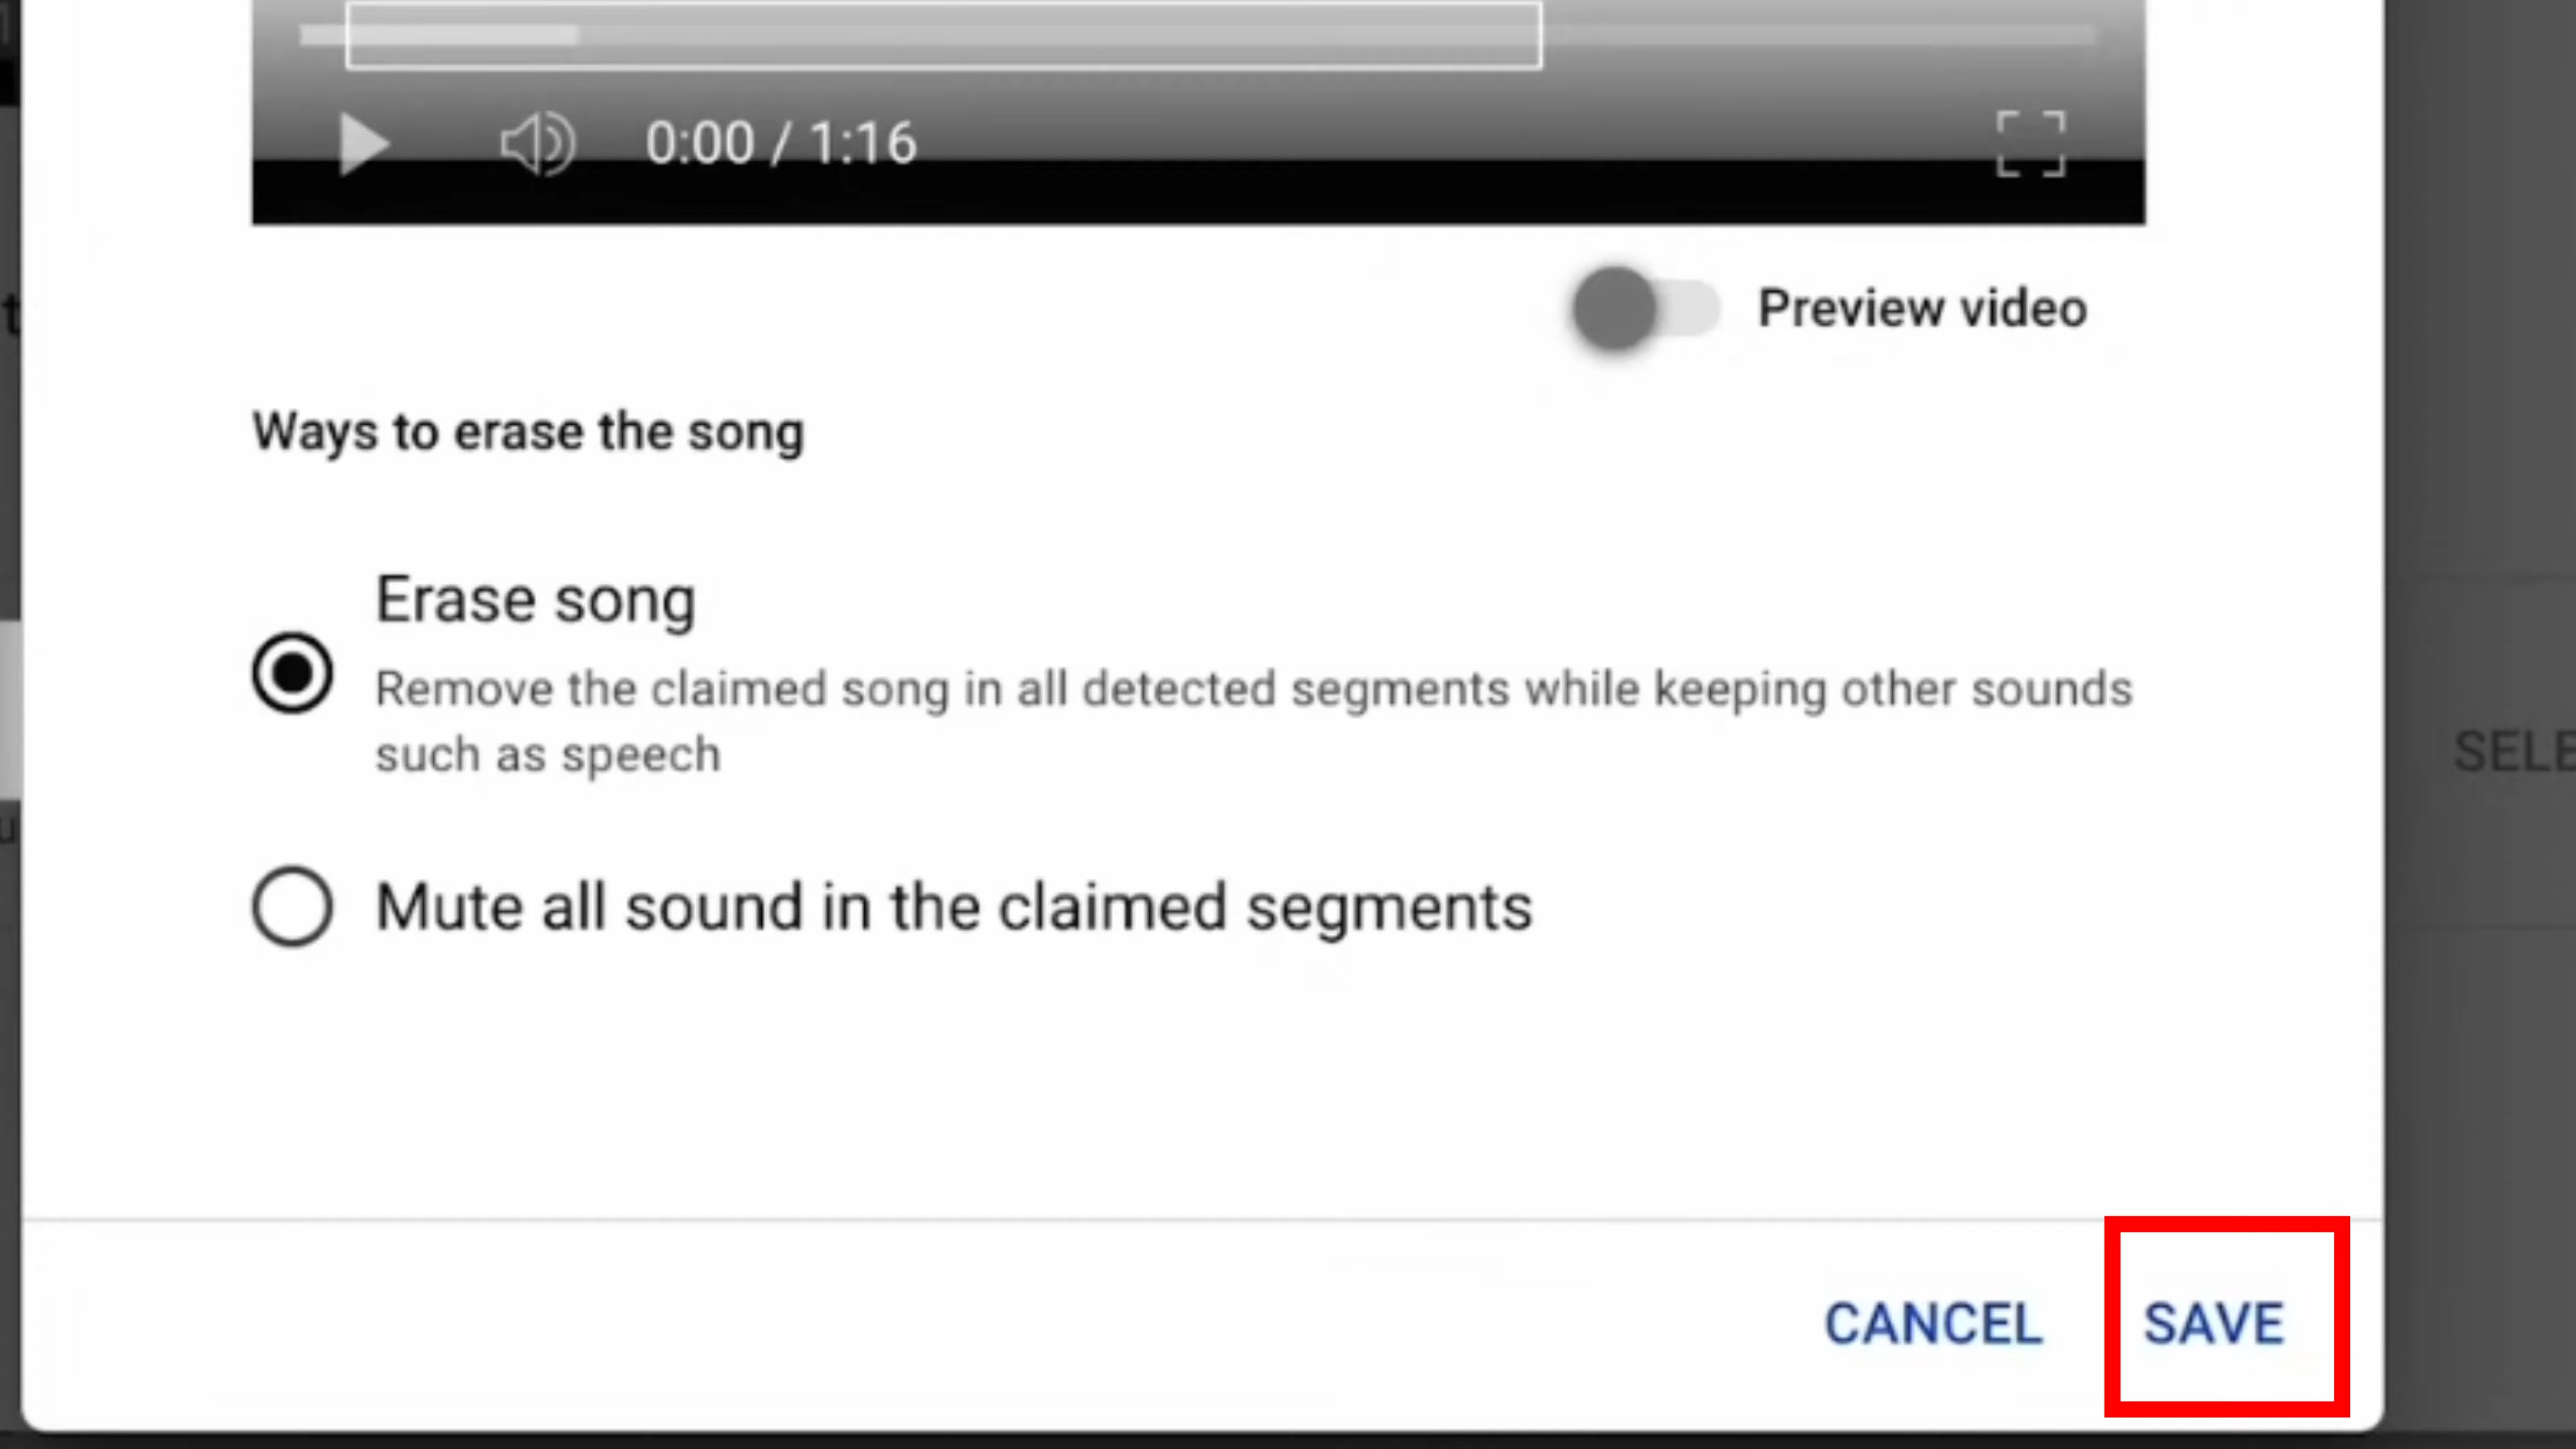 0:00 / 1:16
Preview video
Ways to erase the song
Erase song
Remove the claimed song in all detected segments while keeping other sounds
such as speech
Mute all sound in the claimed segments
CANCEL
SAVE